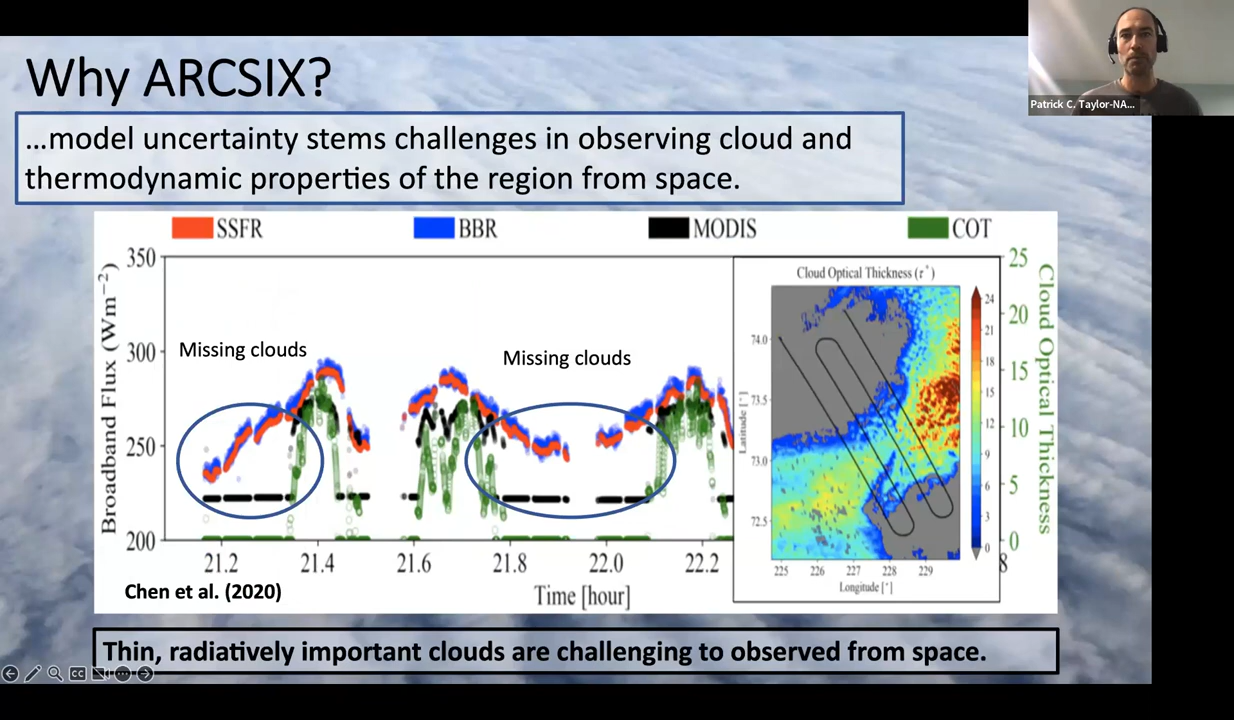 Why ARCSIX?
Patrick C. Taylor-NA...
...model uncertainty stems challenges in observing cloud and
thermodynamic properties of the region from space.
SSFR BBR MODIS COT
Broadband Flux (Wm⁻²)
350
300
250
200
Missing clouds
Missing clouds
21.2 21.4 21.6 21.8 22.0 22.2 8
Time [hour]
Chen et al. (2020)
Cloud Optical Thickness (τ*)
Latitude [°]
74.0
73.5
73.0
72.5
225 226 227 228 229
Longitude [°]
24
21
18
15
12
9
6
3
0
25
20
15
10
5
0
Cloud Optical Thickness
Thin, radiatively important clouds are challenging to observed from space.
CC